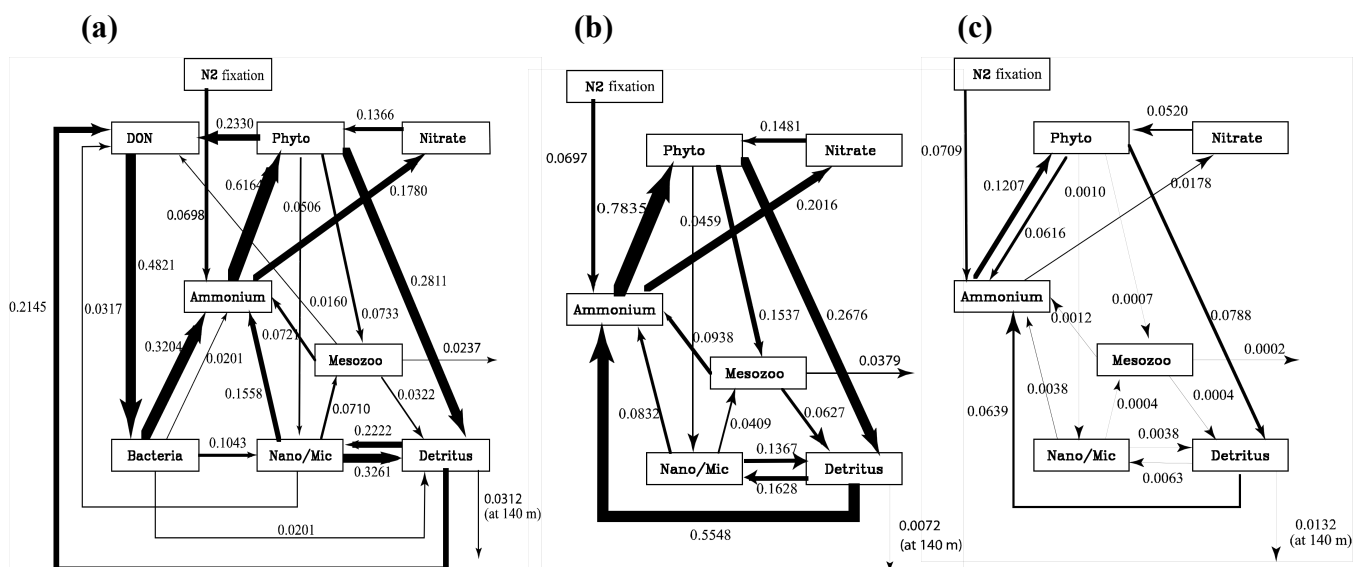 (a)
N2 fixation
DON
0.2330
Phyto
0.1366
Nitrate
0.6164
0.0506
0.1780
0.0698
0.4821
0.2811
0.2145
0.0317
Ammonium
0.0160
0.0733
0.3204
0.0201
0.0721
0.0237
Mesozoo
0.1558
0.0710
0.0322
0.2222
Bacteria
0.1043
Nano/Mic
Detritus
0.3261
0.0312
(at 140 m)
0.0201
(b)
N2 fixation
0.1481
Phyto
Nitrate
0.0697
0.7835
0.0459
0.2016
Ammonium
0.1537
0.2676
0.0938
Mesozoo
0.0379
0.0832
0.0409
0.0627
0.1367
Nano/Mic
Detritus
0.1628
0.5548
0.0072
(at 140 m)
(c)
N2 fixation
0.0520
Phyto
Nitrate
0.0709
0.1207
0.0010
0.0178
0.0616
Ammonium
0.0007
0.0788
0.0012
Mesozoo
0.0002
0.0038
0.0004
0.0004
0.0639
0.0038
Nano/Mic
Detritus
0.0063
0.0132
(at 140 m)